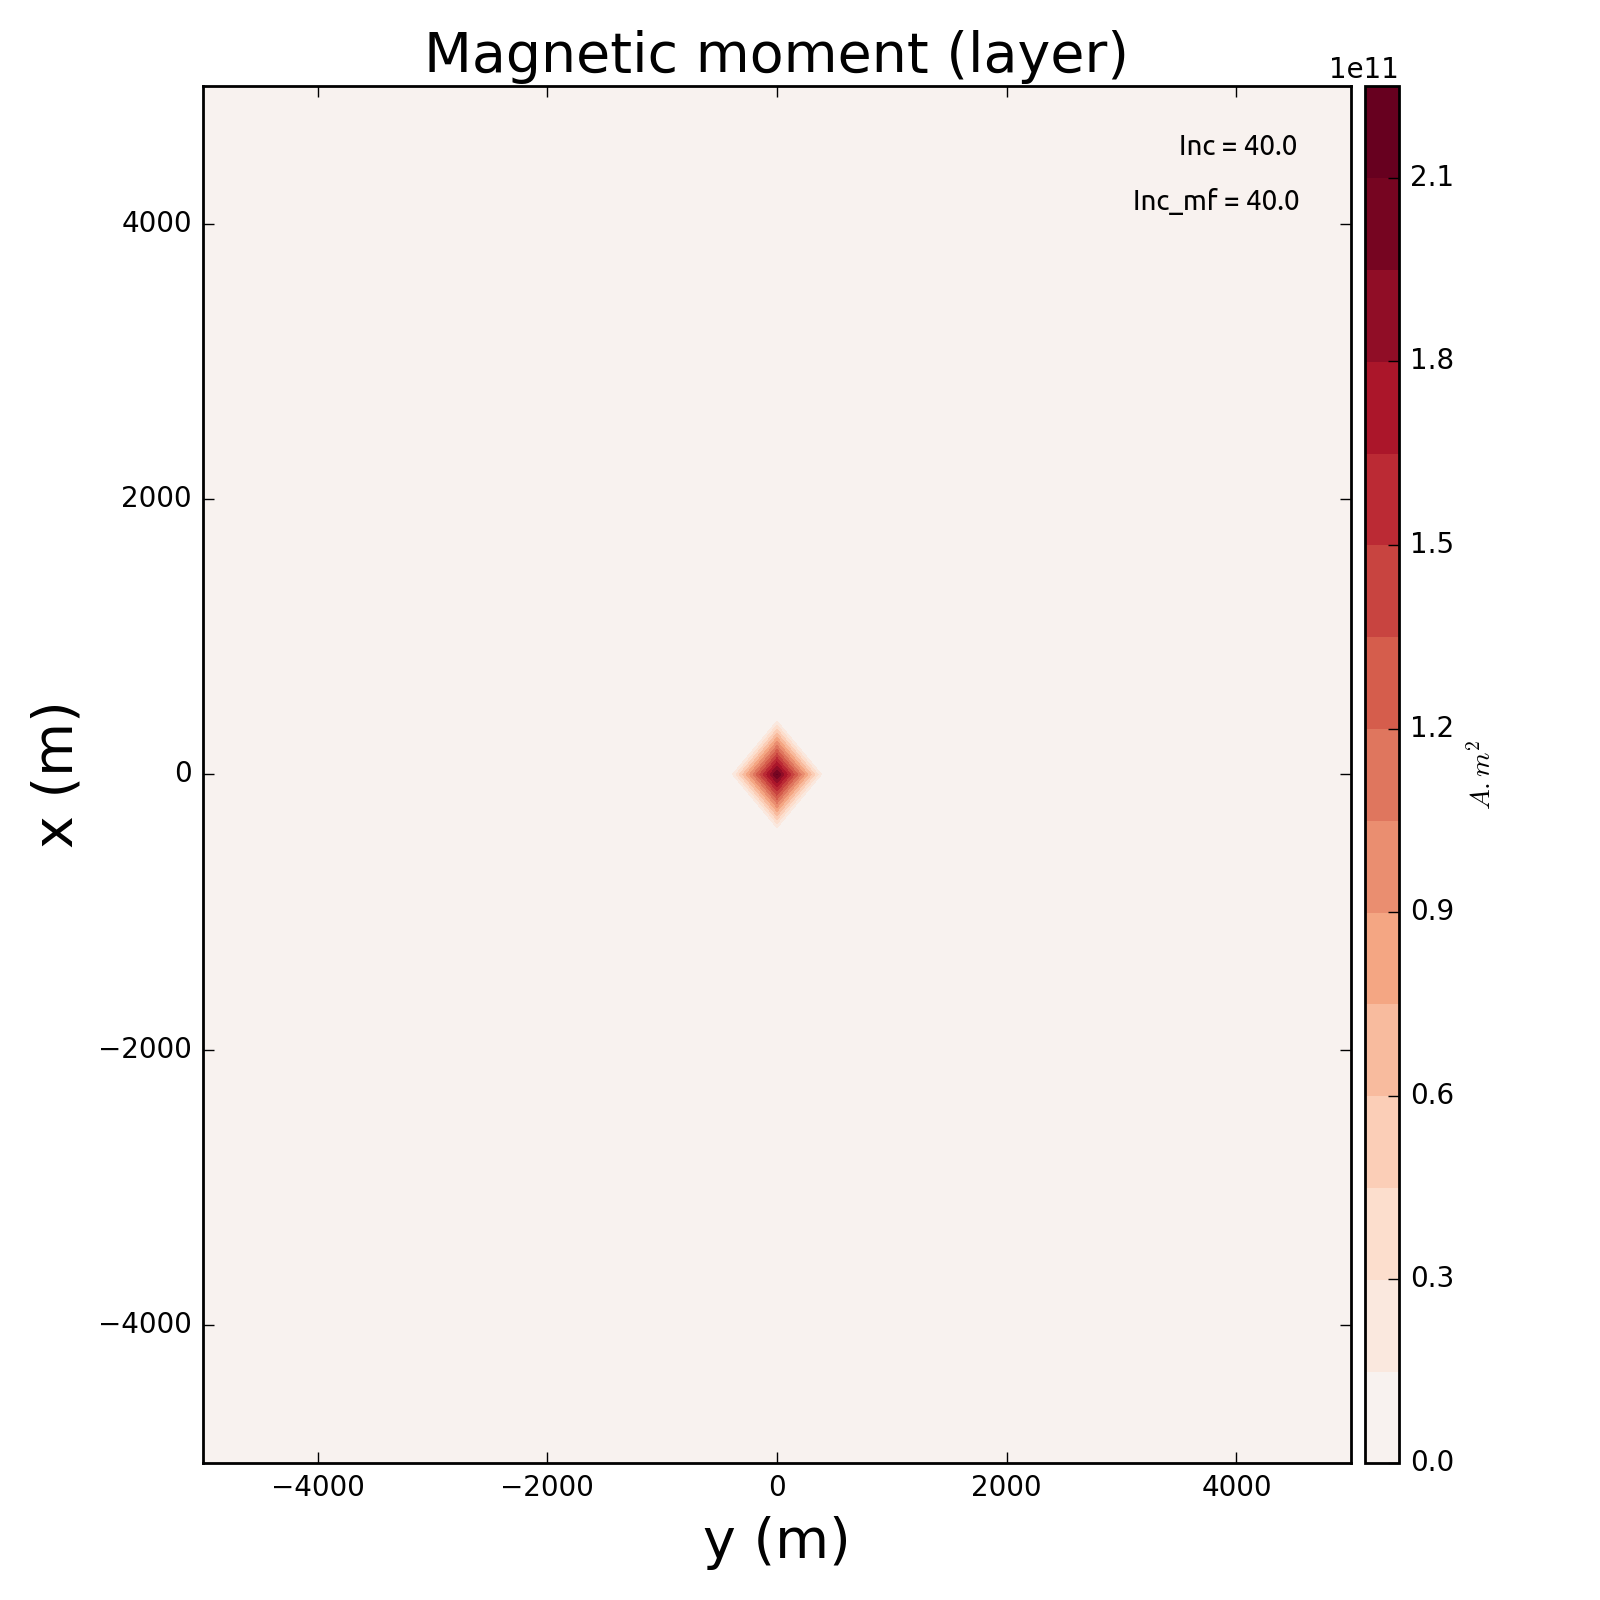 Magnetic moment (layer)
1e11
Inc = 40.0
Inc_mf = 40.0
4000
2000
0
−2000
−4000
x (m)
−4000
−2000
0
2000
4000
y (m)
2.1
1.8
1.5
1.2
0.9
0.6
0.3
0.0
A.m²